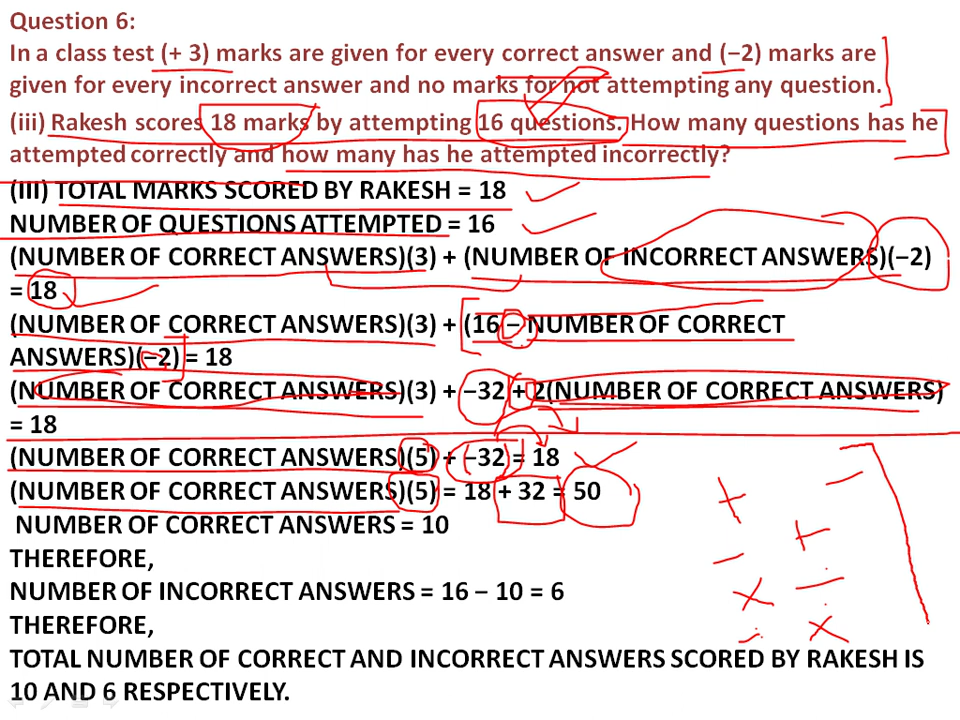 Question 6:
In a class test (+ 3) marks are given for every correct answer and (−2) marks are
given for every incorrect answer and no marks for not attempting any question.
(iii) Rakesh scores 18 marks by attempting 16 questions. How many questions has he
attempted correctly and how many has he attempted incorrectly?
(III) TOTAL MARKS SCORED BY RAKESH = 18
NUMBER OF QUESTIONS ATTEMPTED = 16
(NUMBER OF CORRECT ANSWERS)(3) + (NUMBER OF INCORRECT ANSWERS)(−2)
= 18
(NUMBER OF CORRECT ANSWERS)(3) + (16 − NUMBER OF CORRECT
ANSWERS)(−2) = 18
(NUMBER OF CORRECT ANSWERS)(3) + −32 + 2(NUMBER OF CORRECT ANSWERS)
= 18
(NUMBER OF CORRECT ANSWERS)(5) + −32 = 18
(NUMBER OF CORRECT ANSWERS)(5) = 18 + 32 = 50
NUMBER OF CORRECT ANSWERS = 10
THEREFORE,
NUMBER OF INCORRECT ANSWERS = 16 − 10 = 6
THEREFORE,
TOTAL NUMBER OF CORRECT AND INCORRECT ANSWERS SCORED BY RAKESH IS
10 AND 6 RESPECTIVELY.
+ −
− +
× ÷
÷ ×